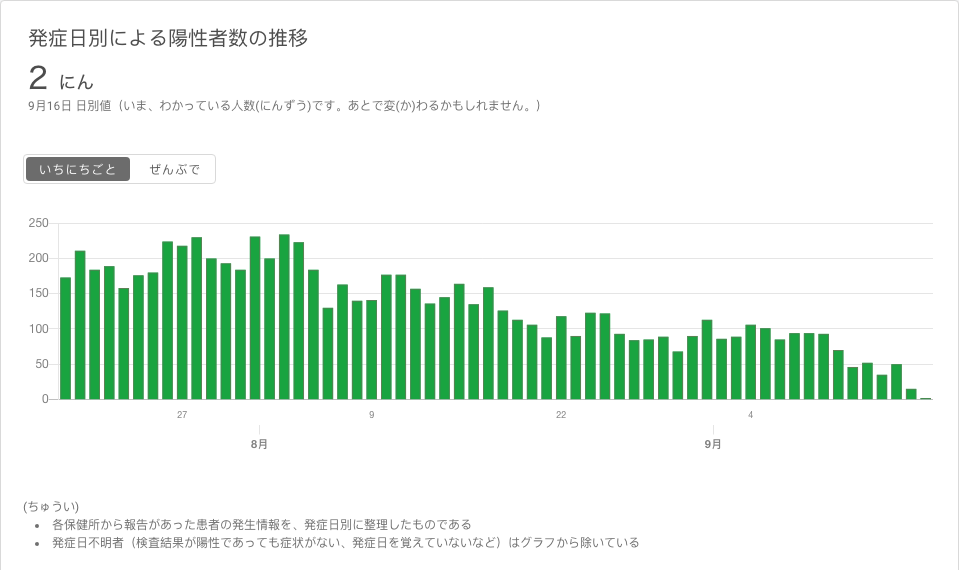 発症日別による陽性者数の推移
2 にん
9月16日 日別値（いま、わかっている人数(にんずう)です。あとで変(か)わるかもしれません。）
いちにちごと ぜんぶで
250
200
150
100
50
0
27 9 22 4
8月 9月
(ちゅうい)
• 各保健所から報告があった患者の発生情報を、発症日別に整理したものである
• 発症日不明者（検査結果が陽性であっても症状がない、発症日を覚えていないなど）はグラフから除いている